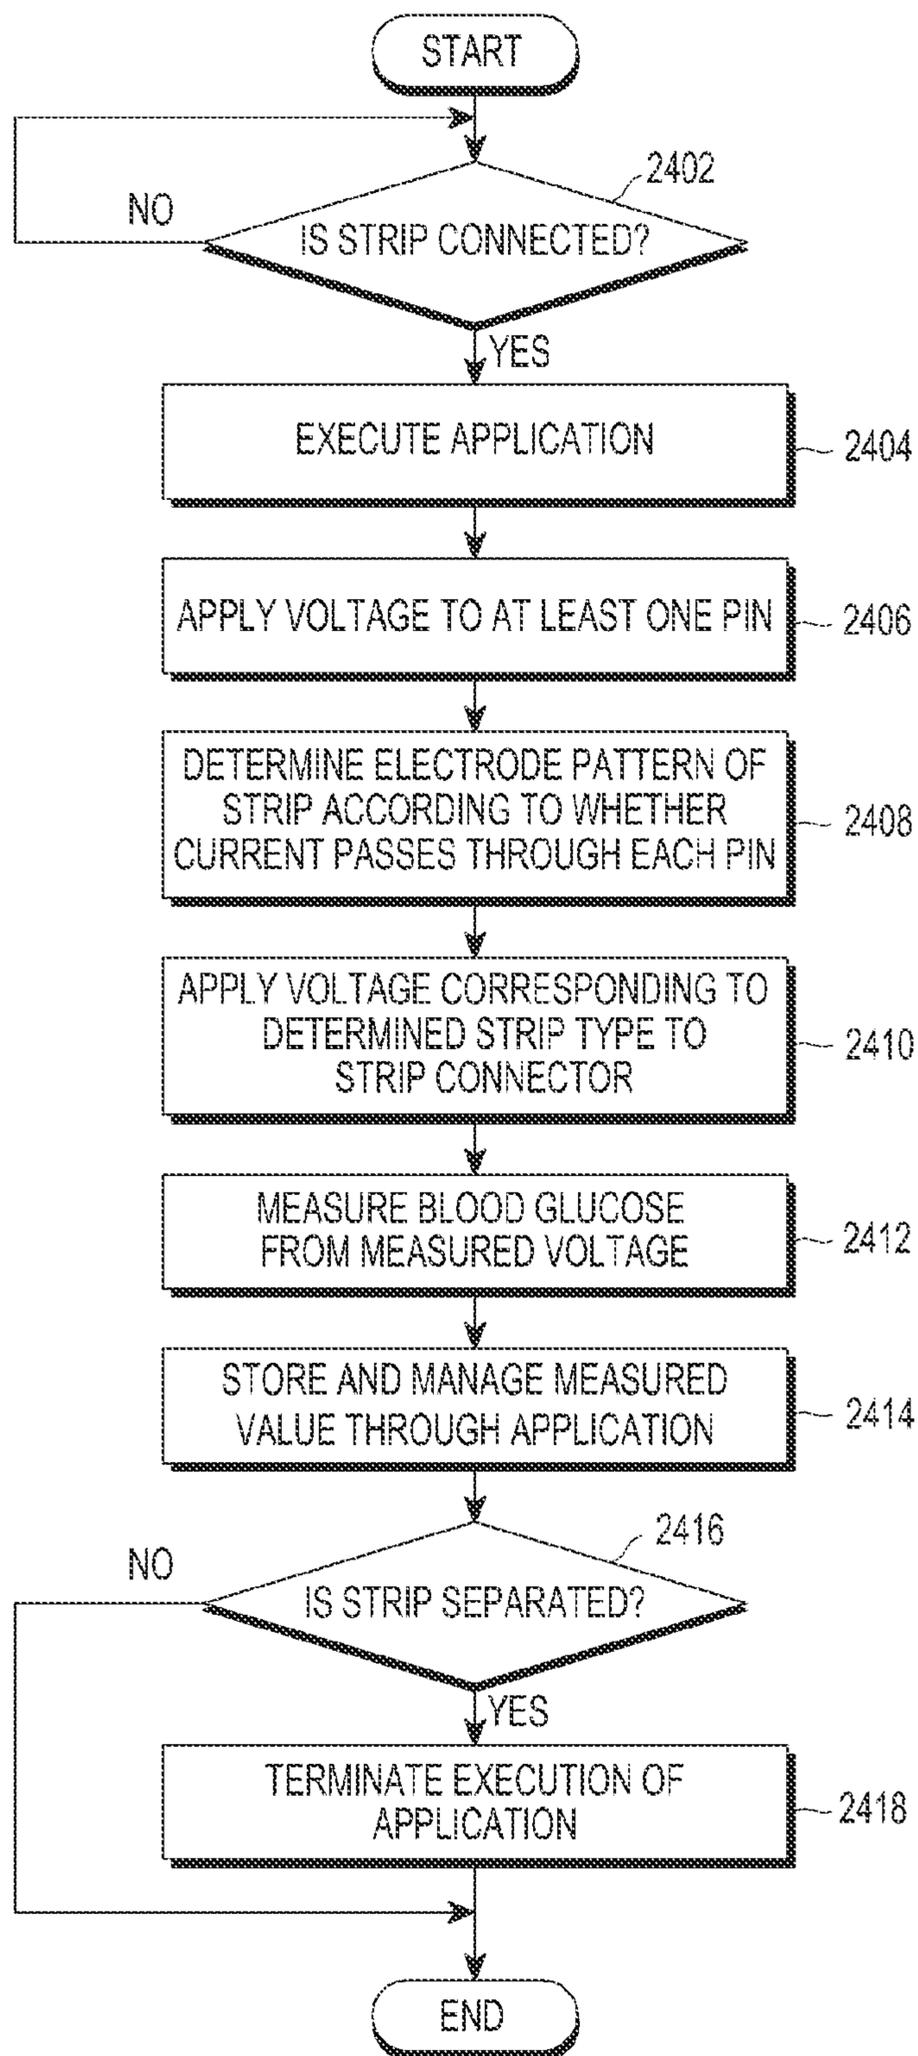 START
2402
NO
IS STRIP CONNECTED?
YES
EXECUTE APPLICATION
2404
APPLY VOLTAGE TO AT LEAST ONE PIN
2406
DETERMINE ELECTRODE PATTERN OF
STRIP ACCORDING TO WHETHER
CURRENT PASSES THROUGH EACH PIN
2408
APPLY VOLTAGE CORRESPONDING TO
DETERMINED STRIP TYPE TO
STRIP CONNECTOR
2410
MEASURE BLOOD GLUCOSE
FROM MEASURED VOLTAGE
2412
STORE AND MANAGE MEASURED
VALUE THROUGH APPLICATION
2414
2416
NO
IS STRIP SEPARATED?
YES
TERMINATE EXECUTION OF
APPLICATION
2418
END